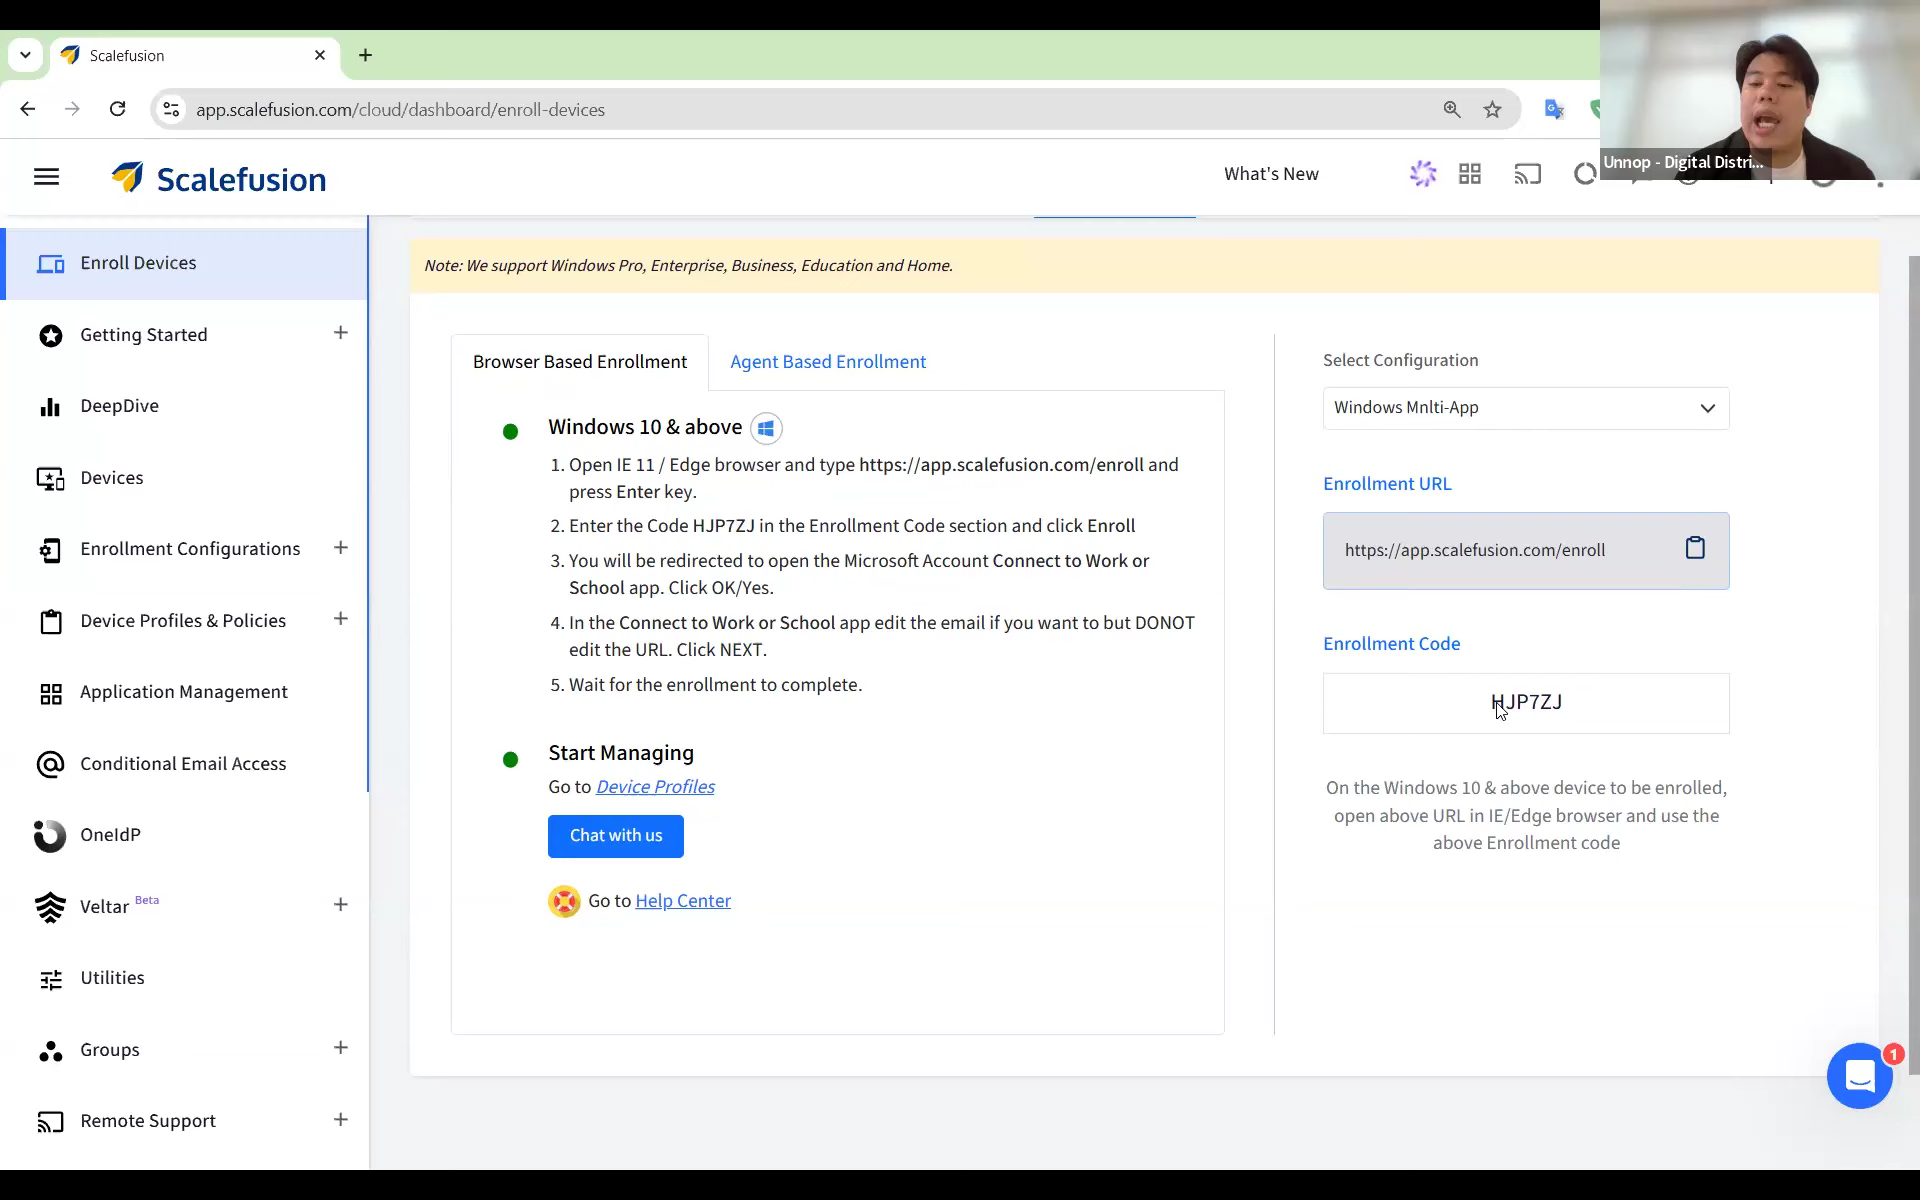 Scalefusion
app.scalefusion.com/cloud/dashboard/enroll-devices
Unnop - Digital Distri...
Scalefusion
What's New
Enroll Devices
Getting Started
DeepDive
Devices
Enrollment Configurations
Device Profiles & Policies
Application Management
Conditional Email Access
OneIdP
Veltar Beta
Utilities
Groups
Remote Support
Note: We support Windows Pro, Enterprise, Business, Education and Home.
Browser Based Enrollment
Agent Based Enrollment
Windows 10 & above
1. Open IE 11 / Edge browser and type https://app.scalefusion.com/enroll and
press Enter key.
2. Enter the Code HJP7ZJ in the Enrollment Code section and click Enroll
3. You will be redirected to open the Microsoft Account Connect to Work or
School app. Click OK/Yes.
4. In the Connect to Work or School app edit the email if you want to but DONOT
edit the URL. Click NEXT.
5. Wait for the enrollment to complete.
Start Managing
Go to Device Profiles
Chat with us
Go to Help Center
Select Configuration
Windows Mnlti-App
Enrollment URL
https://app.scalefusion.com/enroll
Enrollment Code
HJP7ZJ
On the Windows 10 & above device to be enrolled,
open above URL in IE/Edge browser and use the
above Enrollment code
1